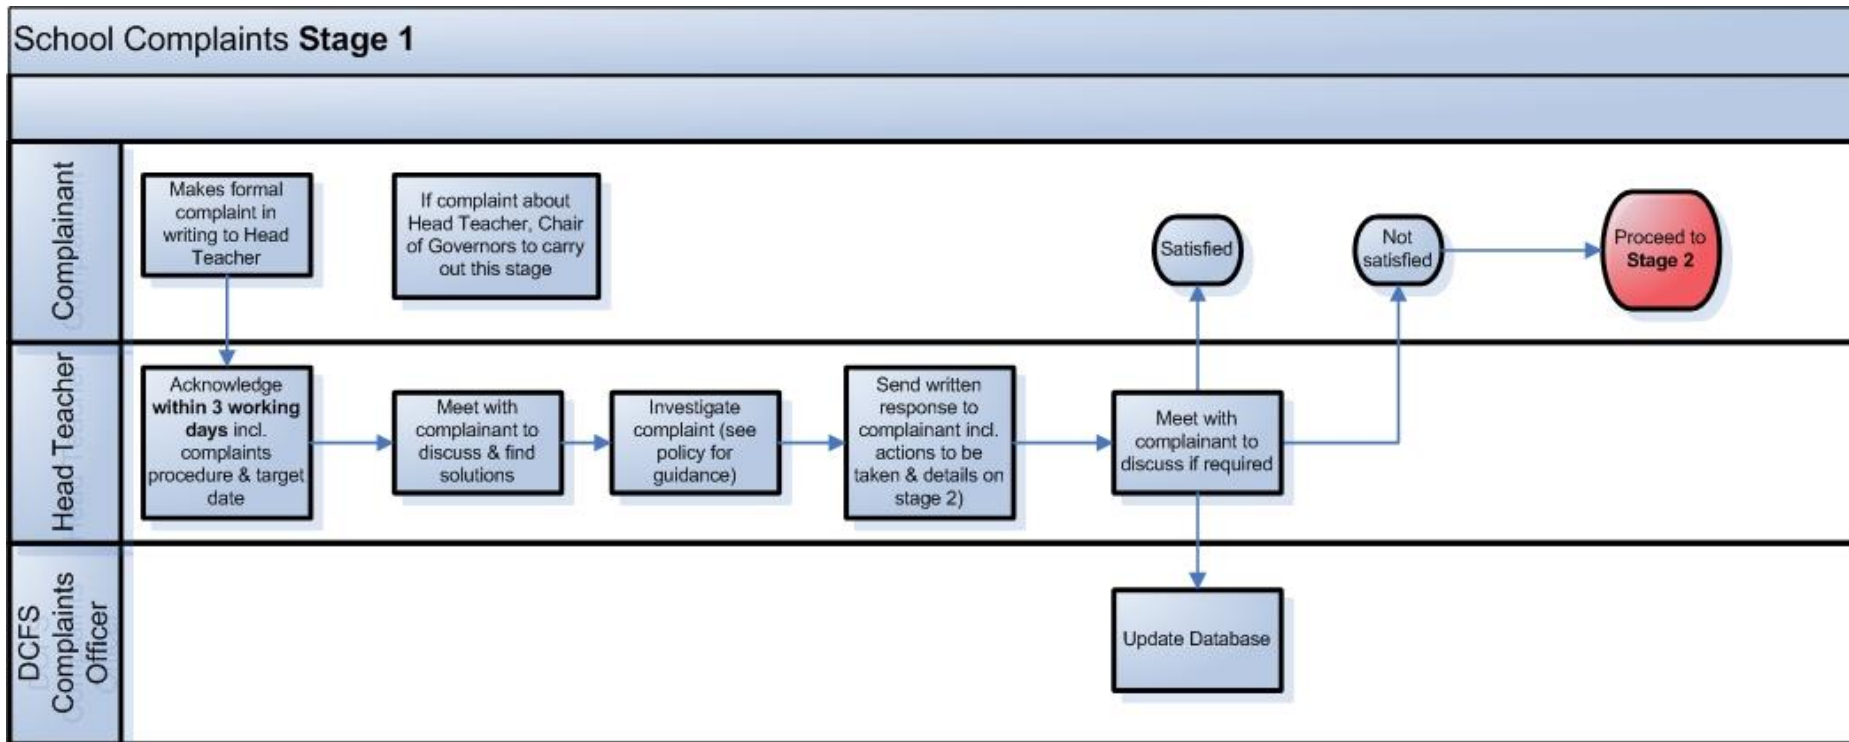 School Complaints Stage 1
Complainant
Makes formal
complaint in
writing to Head
Teacher
If complaint about
Head Teacher, Chair
of Governors to carry
out this stage
Satisfied
Not
satisfied
Proceed to
Stage 2
Head Teacher
Acknowledge
within 3 working
days incl.
complaints
procedure & target
date
Meet with
complainant to
discuss & find
solutions
Investigate
complaint (see
policy for
guidance)
Send written
response to
complainant incl.
actions to be
taken & details on
stage 2)
Meet with
complainant to
discuss if required
DCFS
Complaints
Officer
Update Database